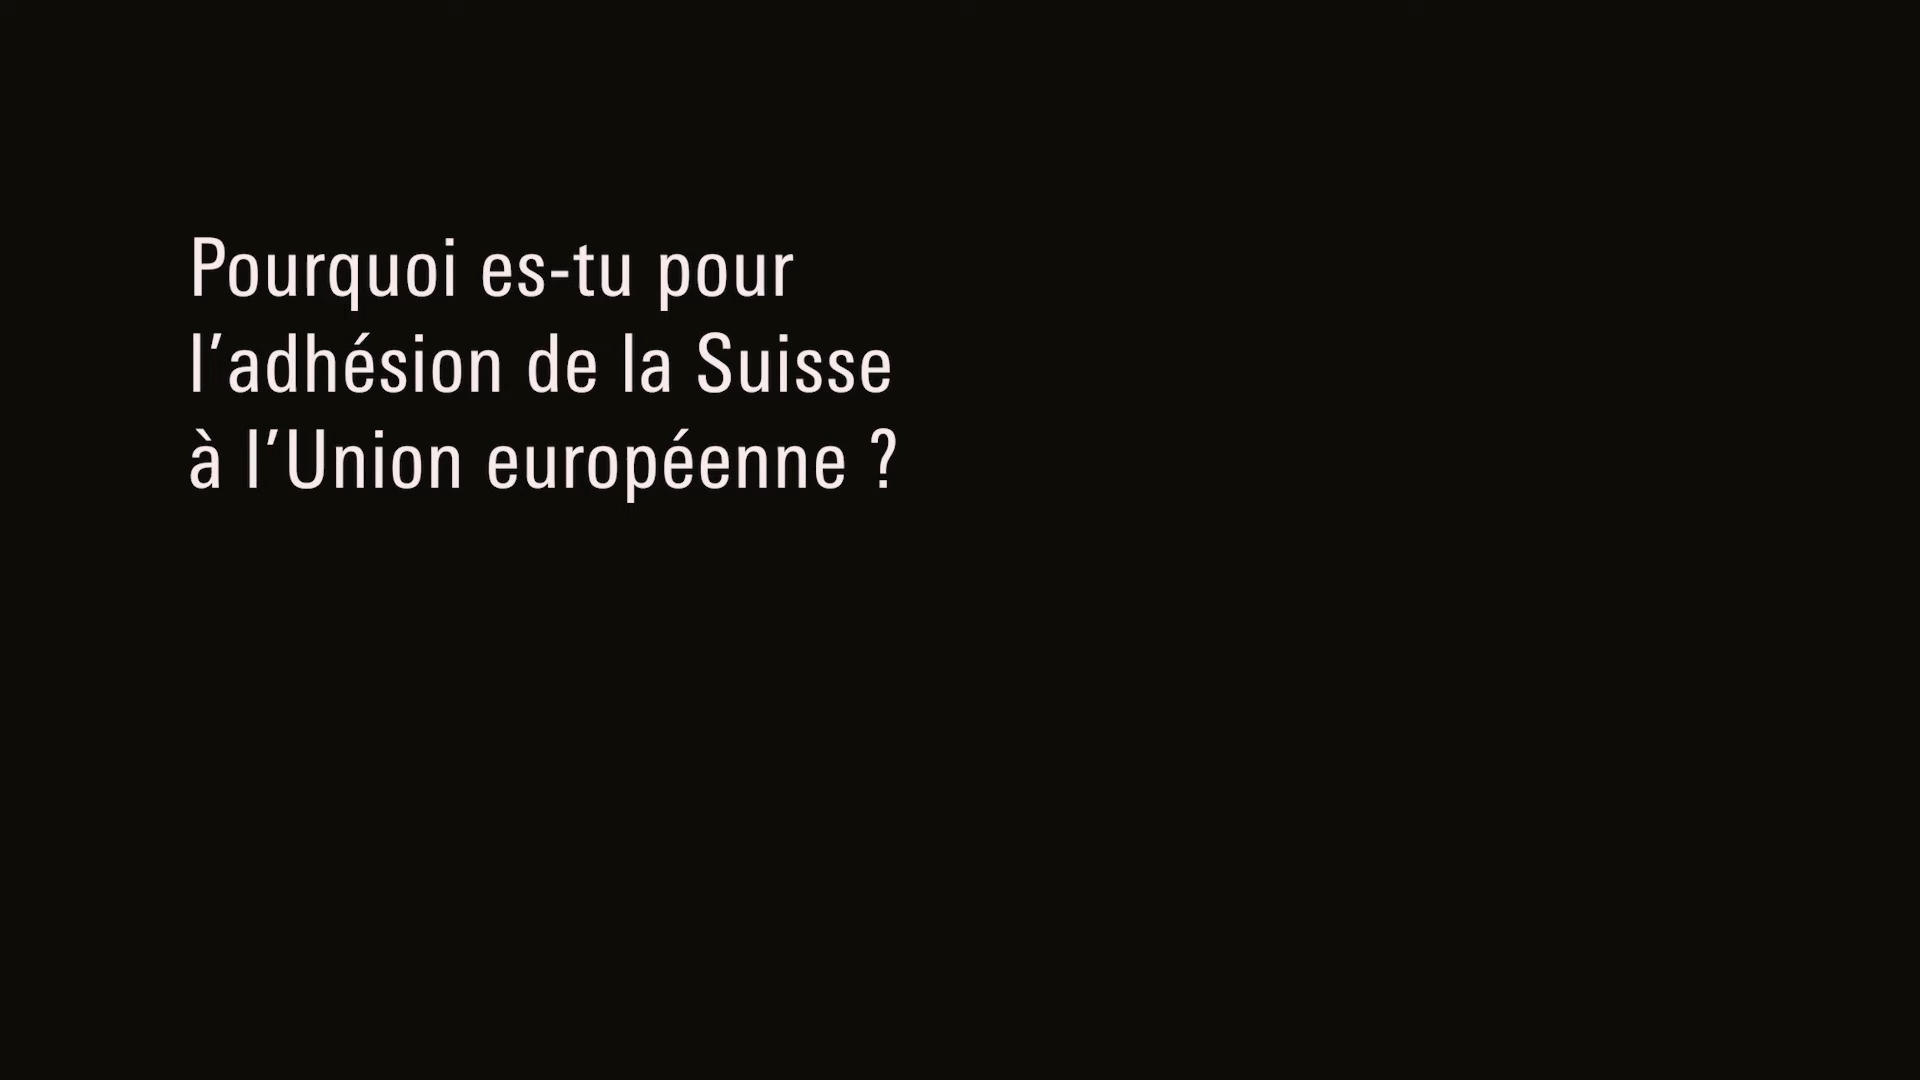 Pourquoi es-tu pour
l’adhésion de la Suisse
à l’Union européenne ?